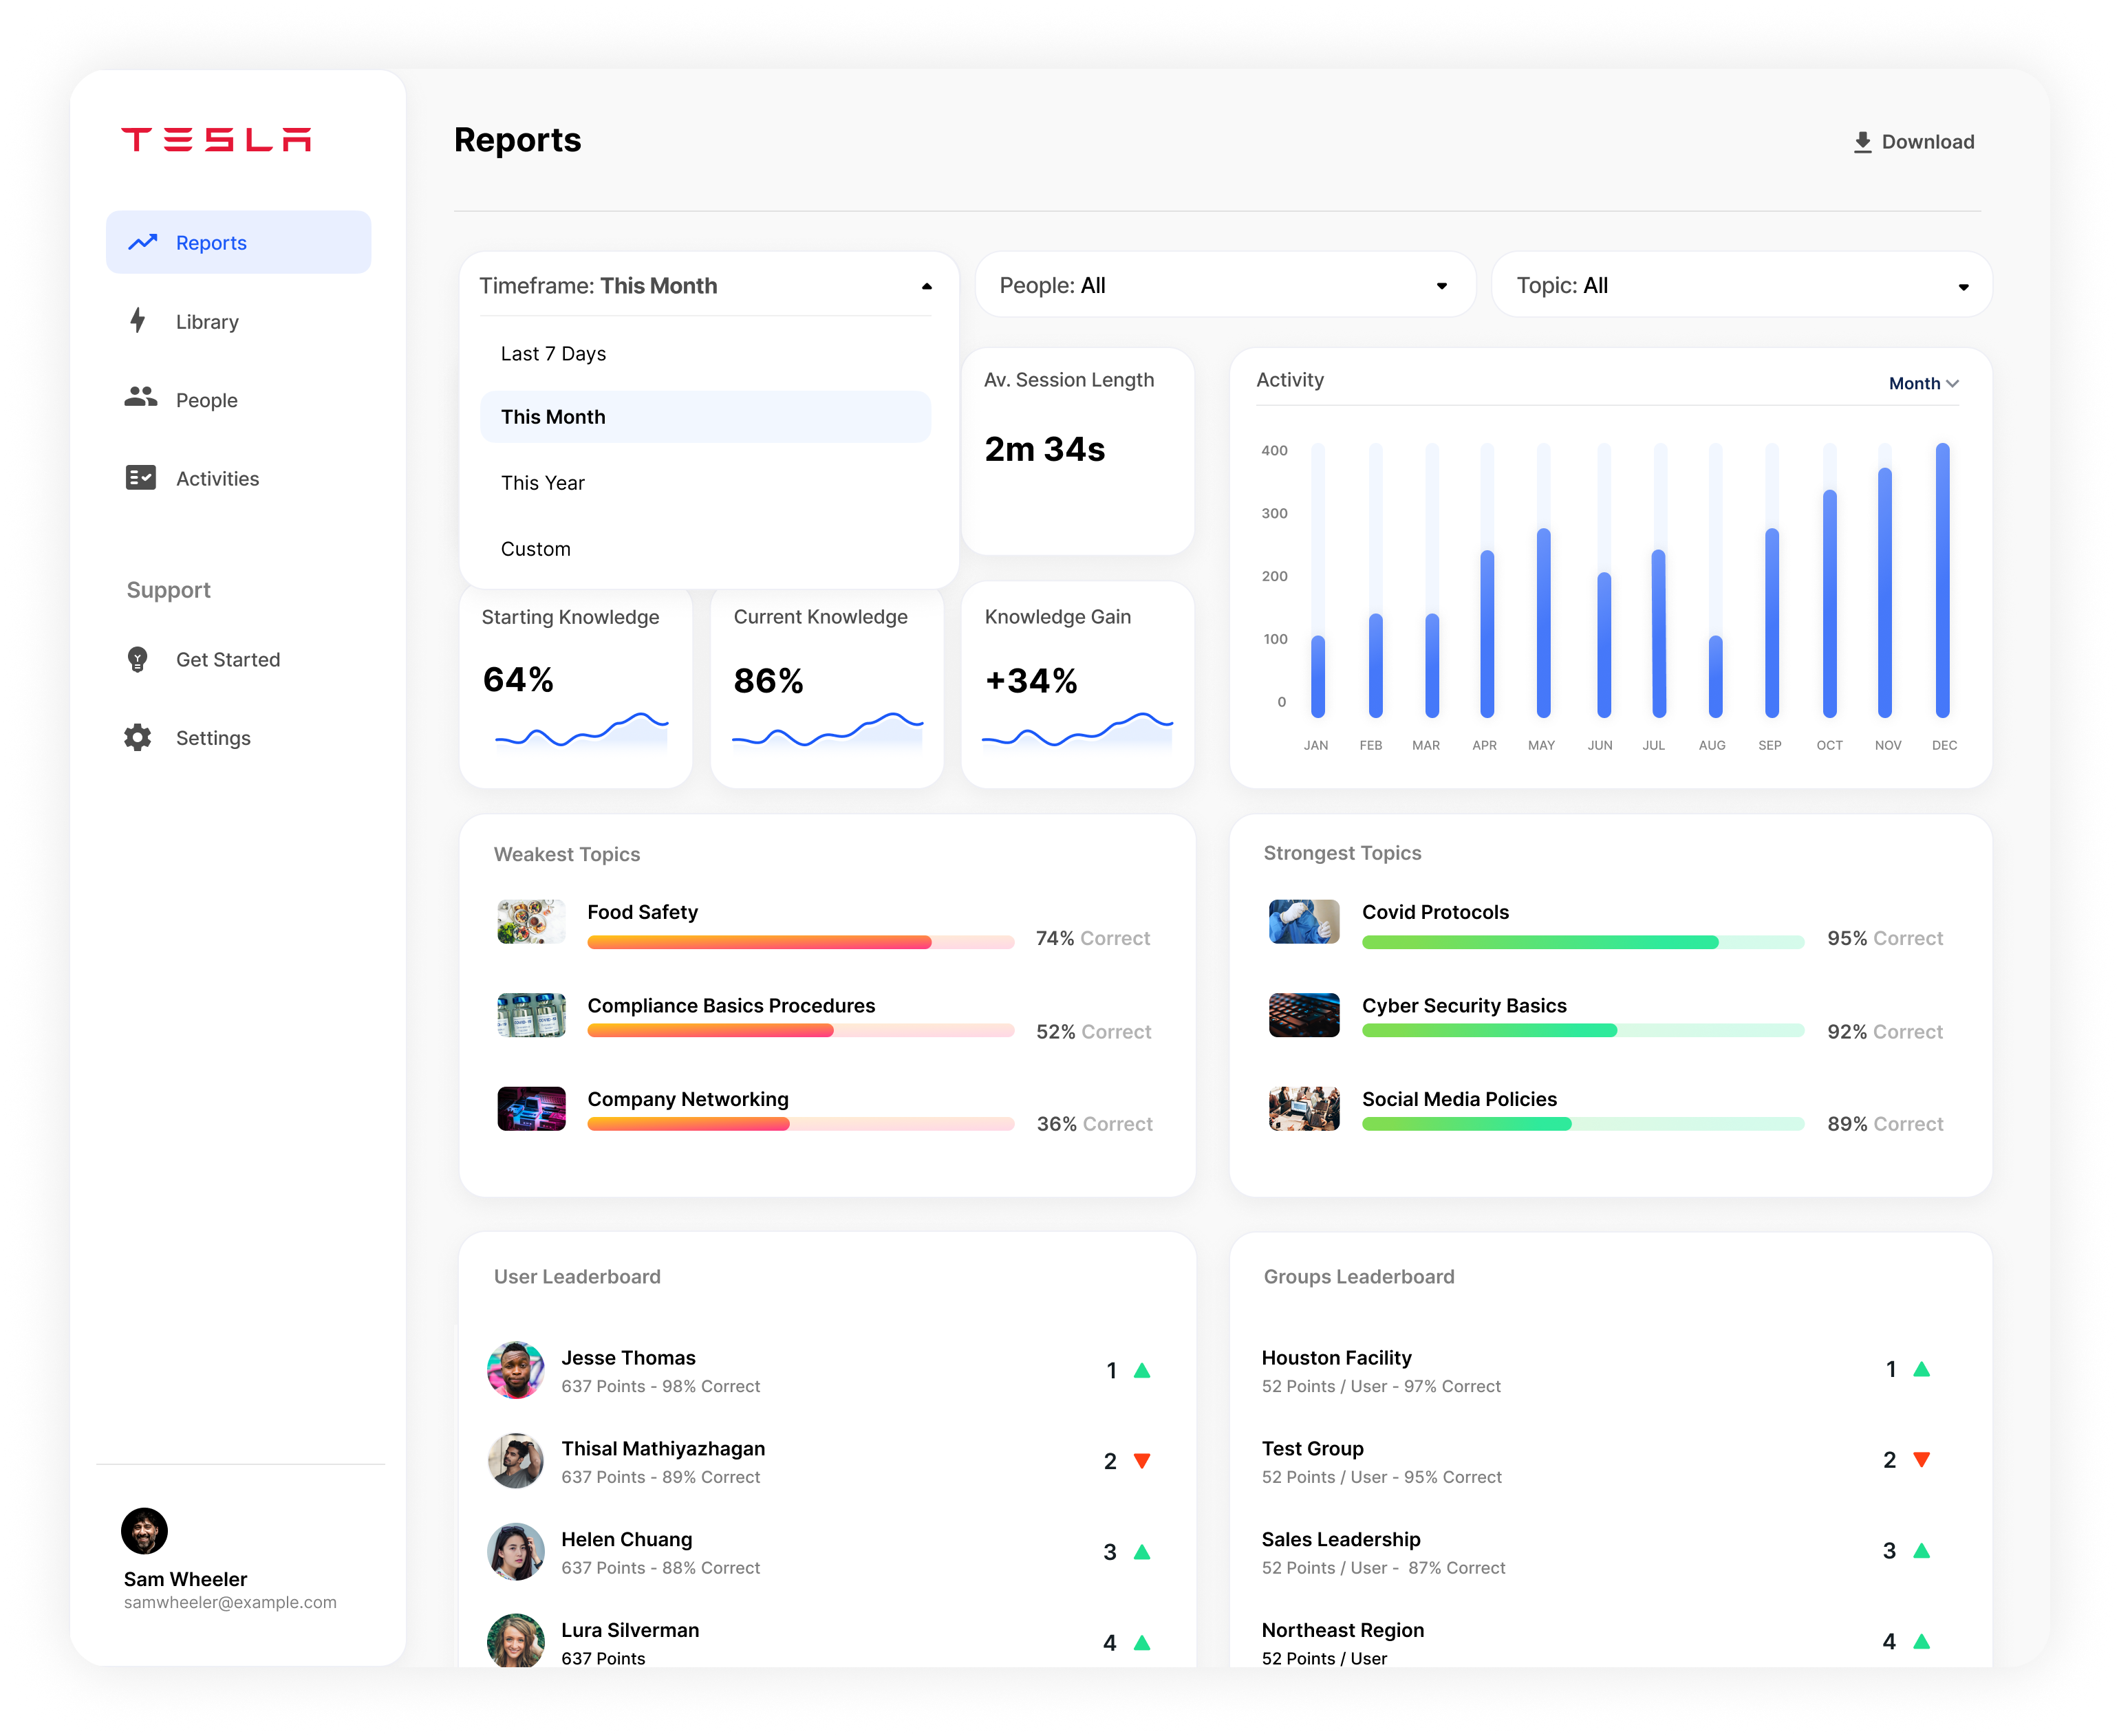 TESLA
Reports
Library
People
Activities
Support
Get Started
Settings
Sam Wheeler
samwheeler@example.com
Reports
Download
Timeframe: This Month
Last 7 Days
This Month
This Year
Custom
People: All
Topic: All
Av. Session Length
2m 34s
Starting Knowledge
64%
Current Knowledge
86%
Knowledge Gain
+34%
Activity
Month
400
300
200
100
0
JAN FEB MAR APR MAY JUN JUL AUG SEP OCT NOV DEC
Weakest Topics
Food Safety
74% Correct
Compliance Basics Procedures
52% Correct
Company Networking
36% Correct
Strongest Topics
Covid Protocols
95% Correct
Cyber Security Basics
92% Correct
Social Media Policies
89% Correct
User Leaderboard
Jesse Thomas
637 Points - 98% Correct
1
Thisal Mathiyazhagan
637 Points - 89% Correct
2
Helen Chuang
637 Points - 88% Correct
3
Lura Silverman
637 Points
4
Groups Leaderboard
Houston Facility
52 Points / User - 97% Correct
1
Test Group
52 Points / User - 95% Correct
2
Sales Leadership
52 Points / User - 87% Correct
3
Northeast Region
52 Points / User
4